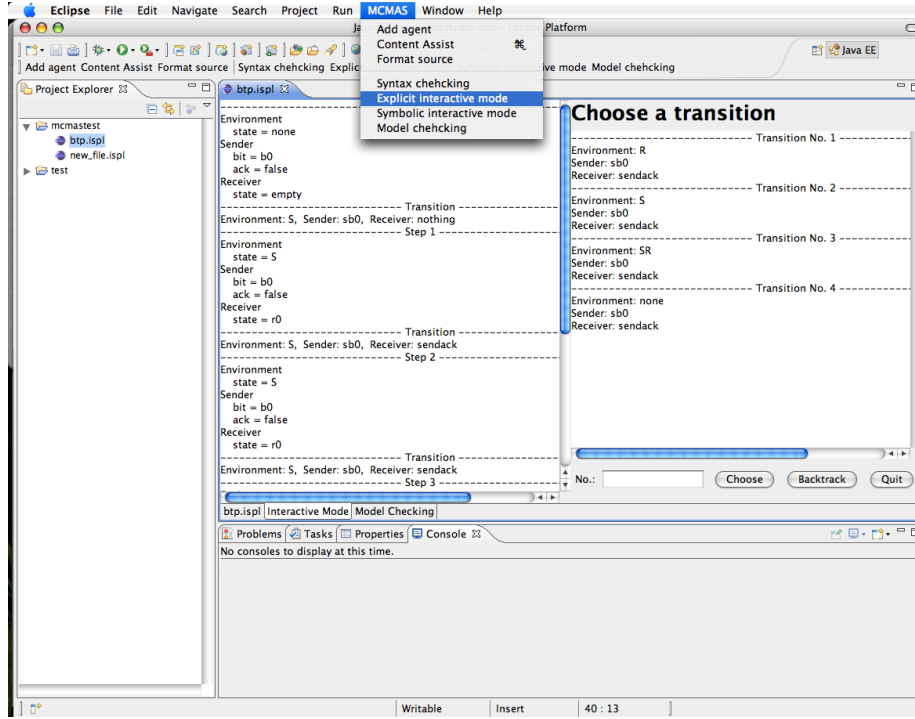 Eclipse File Edit Navigate Search Project Run MCMAS Window Help
Platform
Add agent
Content Assist ⌘
Format source
Syntax chehcking
Explicit interactive mode
Symbolic interactive mode
Model chehcking
Java EE
Add agent Content Assist Format source Syntax chehcking Explic ve mode Model chehcking
Project Explorer
mcmastest
btp.ispl
new_file.ispl
test
btp.ispl
Environment
state = none
Sender
bit = b0
ack = false
Receiver
state = empty
---------------------------- Transition ----------------------------
Environment: S, Sender: sb0, Receiver: nothing
---------------------------- Step 1 ----------------------------
Environment
state = S
Sender
bit = b0
ack = false
Receiver
state = r0
---------------------------- Transition ----------------------------
Environment: S, Sender: sb0, Receiver: sendack
---------------------------- Step 2 ----------------------------
Environment
state = S
Sender
bit = b0
ack = false
Receiver
state = r0
---------------------------- Transition ----------------------------
Environment: S, Sender: sb0, Receiver: sendack
---------------------------- Step 3 ----------------------------
Choose a transition
---------------------------- Transition No. 1 ----------
Environment: R
Sender: sb0
Receiver: sendack
---------------------------- Transition No. 2 ----------
Environment: S
Sender: sb0
Receiver: sendack
---------------------------- Transition No. 3 ----------
Environment: SR
Sender: sb0
Receiver: sendack
---------------------------- Transition No. 4 ----------
Environment: none
Sender: sb0
Receiver: sendack
No.: Choose Backtrack Quit
btp.ispl Interactive Mode Model Checking
Problems Tasks Properties Console
No consoles to display at this time.
Writable Insert 40 : 13